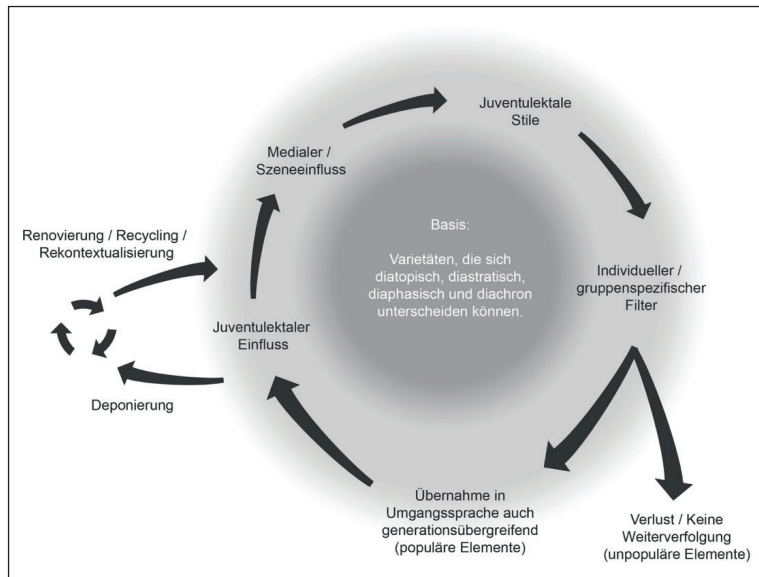 Juventulektale
Stile
Medialer /
Szeneeinfluss
Basis:
Varietäten, die sich
diatopisch, diastratisch,
diaphasisch und diachron
unterscheiden können.
Renovierung / Recycling /
Rekontextualisierung
Individueller /
gruppenspezifischer
Filter
Juventulektaler
Einfluss
Deponierung
Übernahme in
Umgangssprache auch
generationsübergreifend
(populäre Elemente)
Verlust / Keine
Weiterverfolgung
(unpopuläre Elemente)